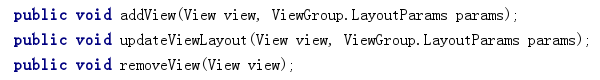 public void addView(View view, ViewGroup.LayoutParams params);
public void updateViewLayout(View view, ViewGroup.LayoutParams params);
public void removeView(View view);